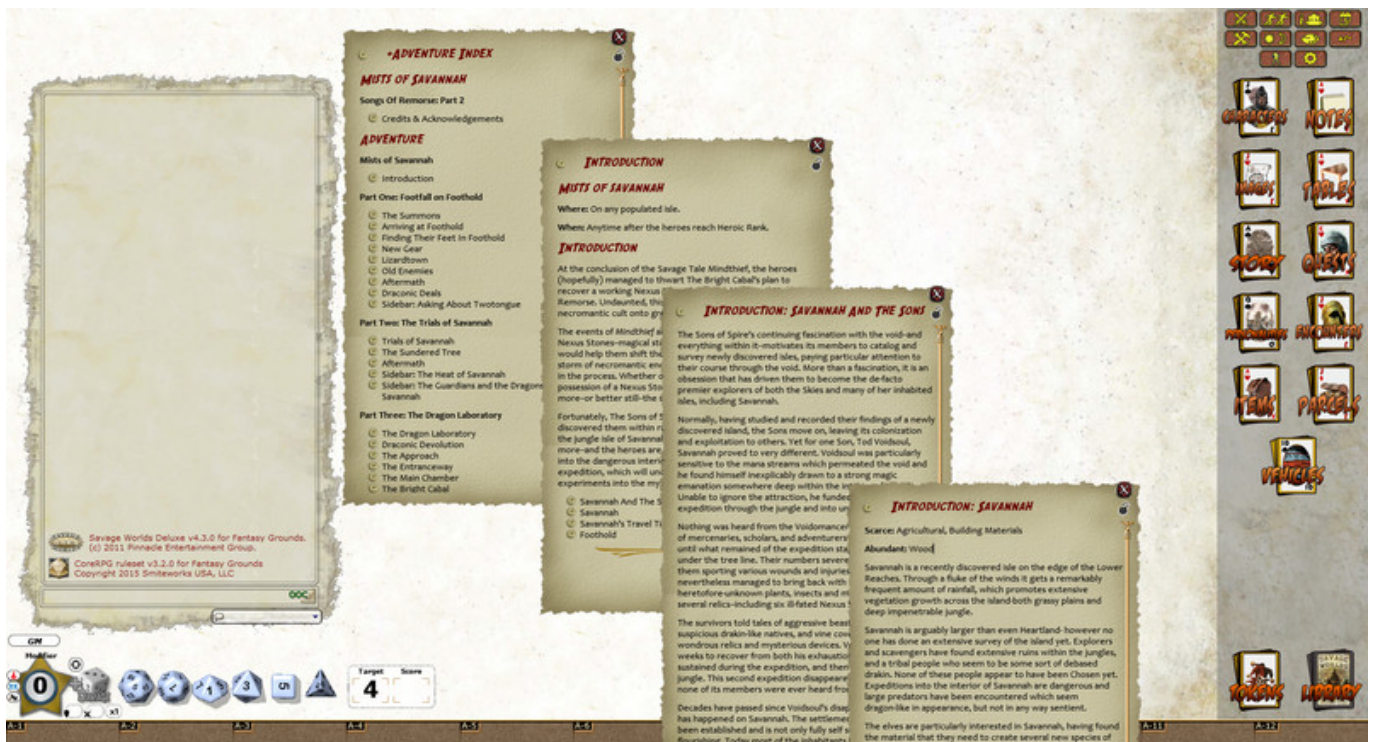 +Adventure Index
Mists of Savannah
Songs Of Remorse: Part 2
Credits & Acknowledgements
Adventure
Mists of Savannah
Introduction
Part One: Footfall on Foothold
The Summons
Arriving at Foothold
Finding Their Feet In Foothold
New Gear
Lizardtown
Old Enemies
Aftermath
Draconic Deals
Sidebar: Asking About Twotongue
Part Two: The Trials of Savannah
Trials of Savannah
The Sundered Tree
Aftermath
Sidebar: The Heat of Savannah
Sidebar: The Guardians and the Dragons
Savannah
Part Three: The Dragon Laboratory
The Dragon Laboratory
Draconic Devolution
The Approach
The Entranceway
The Main Chamber
The Bright Cabal
Introduction
Mists of Savannah
Where: On any populated isle.
When: Anytime after the heroes reach Heroic Rank.
Introduction
At the conclusion of the Savage Tale Mindthief, the heroes
(hopefully) managed to thwart The Bright Cabal's plan to
recover a working Nexus
Remorse. Undaunted, this
necromantic cult onto
The events of Mindthief
Nexus Stones–magical
would help them shift the
storm of necromantic
in the process. Whether
possession of a Nexus
more–or better still–the
Fortunately, The Sons of S
discovered them within
the jungle isle of Savannah
more–and the heroes are
into the dangerous
expedition, which will
experiments into the
Savannah And The S
Savannah
Savannah's Travel
Foothold
Introduction: Savannah And The Sons
The Sons of Spire's continuing fascination with the void–and
everything within it–motivates its members to catalog and
survey newly discovered isles, paying particular attention to
their course through the void. More than a fascination, it is an
obsession that has driven them to become the de-facto
premier explorers of both the Skies and many of her inhabited
isles, including Savannah.
Normally, having studied and recorded their findings of a newly
discovered island, the Sons move on, leaving its colonization
and exploitation to others. Yet for one Son, Tod Voidsoul,
Savannah proved to very different. Voidsoul was particularly
sensitive to the mana streams which permeated the void and
he found himself inexplicably drawn to a strong magic
emanation somewhere deep within the
Unable to ignore the attraction, he funded
expedition through the jungle and into
Nothing was heard from the Voidomancer
of mercenaries, scholars, and adventurers
until what remained of the expedition
under the tree line. Their numbers severe
them sporting various wounds and injuries
nevertheless managed to bring back with
heretofore-unknown plants, insects and
several relics–including six ill-fated Nexus
The survivors told tales of aggressive
suspicious drakin-like natives, and vine
wondrous relics and mysterious devices.
weeks to recover from both his exhaustion
sustained during the expedition, and then
jungle. This second expedition
none of its members were ever heard
Decades have passed since Voidsoul's
has happened on Savannah. The
been established and is not only fully
flourishing. Today most of the inhabitants
Introduction: Savannah
Scarce: Agricultural, Building Materials
Abundant: Wood
Savannah is a recently discovered isle on the edge of the Lower
Reaches. Through a fluke of the winds it gets a remarkably
frequent amount of rainfall, which promotes extensive
vegetation growth across the island-both grassy plains and
deep impenetrable jungle.
Savannah is arguably larger than even Heartland- however no
one has done an extensive survey of the island yet. Explorers
and scavengers have found extensive ruins within the jungles,
and a tribal people who seem to be some sort of debased
drakin. None of these people appear to have been Chosen yet.
Expeditions into the interior of Savannah are dangerous and
large predators have been encountered which seem
dragon-like in appearance, but not in any way sentient.
The elves are particularly interested in Savannah, having found
the material that they need to create several new species of
Savage Worlds Deluxe v4.3.0 for Fantasy Grounds.
(c) 2011 Pinnacle Entertainment Group.
CoreRPG ruleset v3.2.0 for Fantasy Grounds
Copyright 2015 Smiteworks USA, LLC
OOC
GM
Modifier
0
x1
Target
4
Score
Characters
Notes
Images
Tables
Story
Quests
Personalities
Encounters
Items
Parcels
Vehicles
Tokens
Library
A-1
A-2
A-3
A-4
A-5
A-6
A-11
A-12